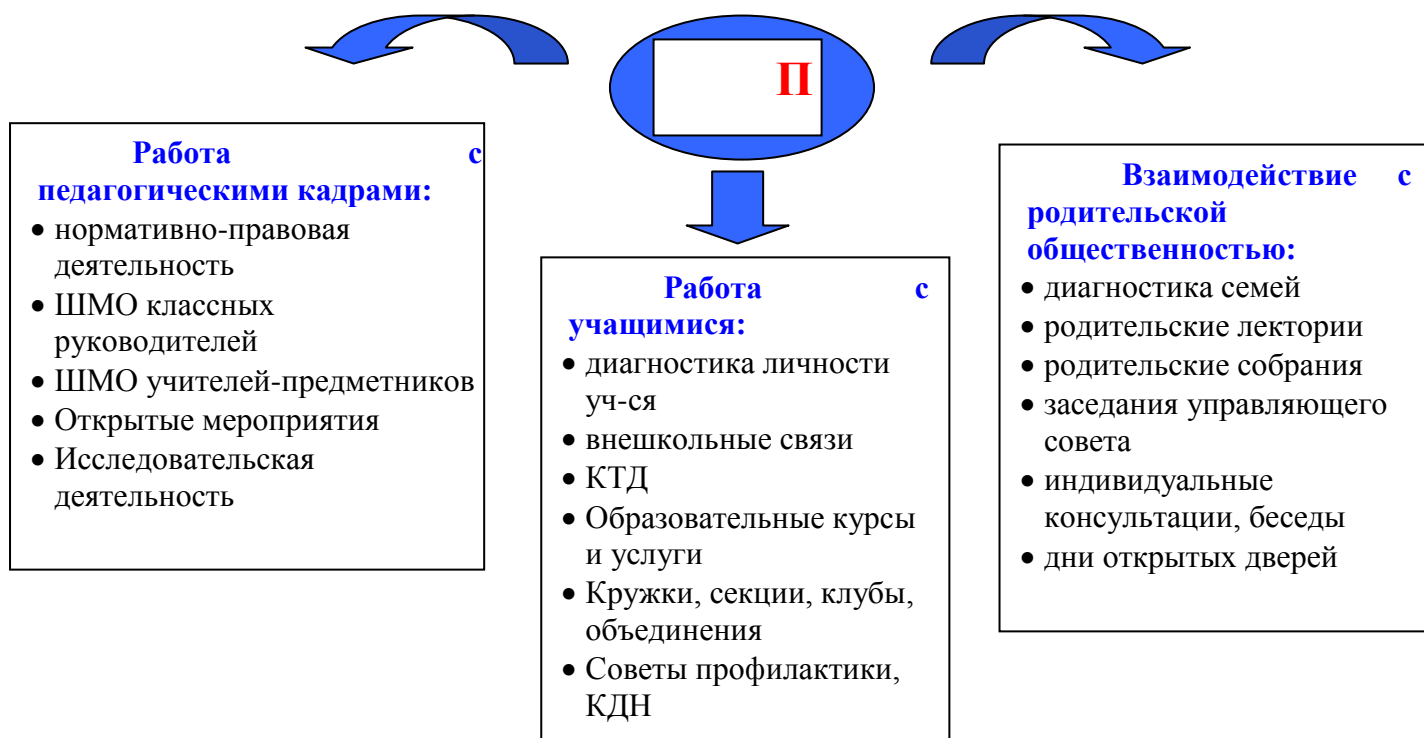 П
Работа с
педагогическими кадрами:
• нормативно-правовая
деятельность
• ШМО классных
руководителей
• ШМО учителей-предметников
• Открытые мероприятия
• Исследовательская
деятельность
Работа с
учащимися:
• диагностика личности
уч-ся
• внешкольные связи
• КТД
• Образовательные курсы
и услуги
• Кружки, секции, клубы,
объединения
• Советы профилактики,
КДН
Взаимодействие с
родительской
общественностью:
• диагностика семей
• родительские лектории
• родительские собрания
• заседания управляющего
совета
• индивидуальные
консультации, беседы
• дни открытых дверей